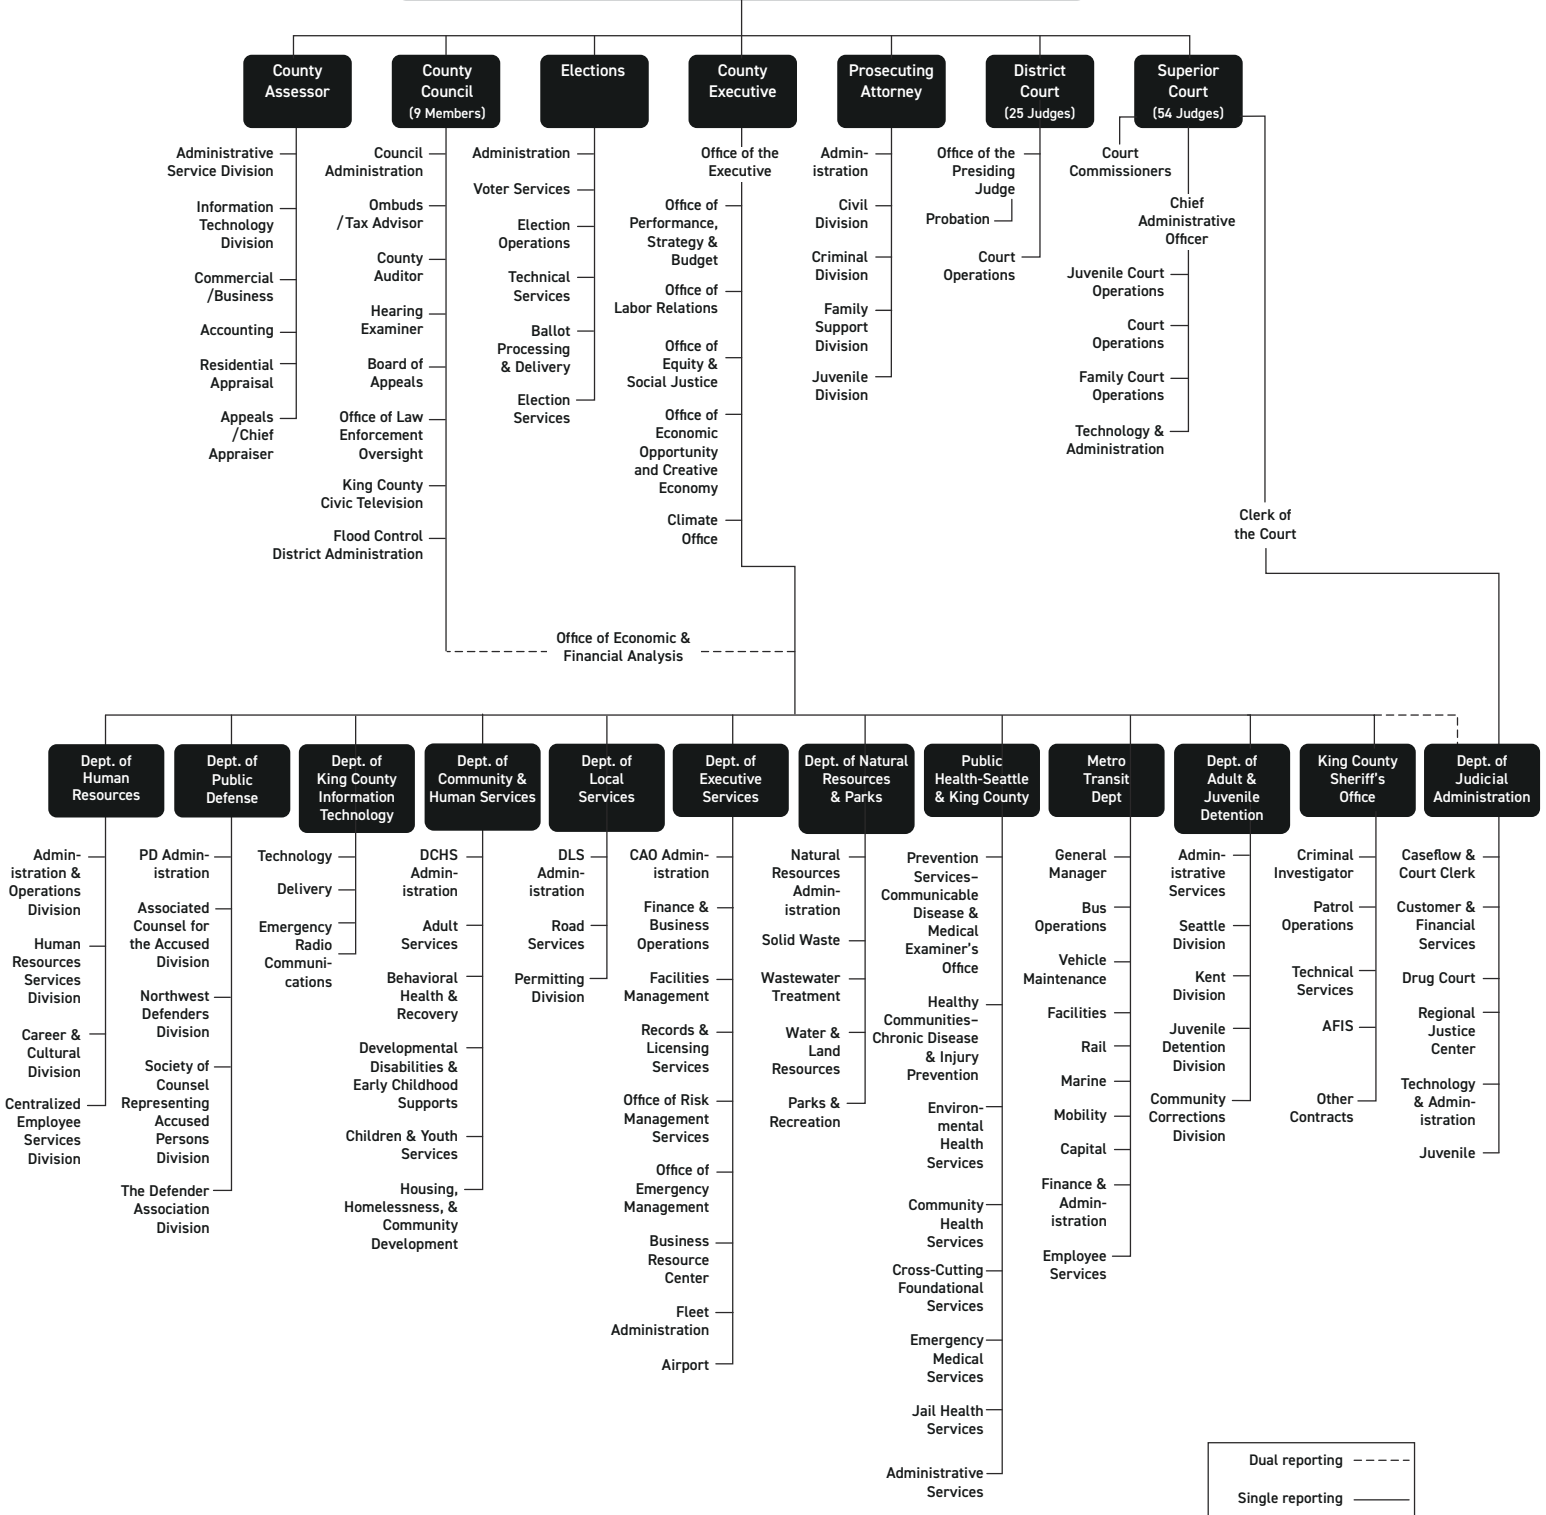 County
Assessor
County
Council
(9 Members)
Elections
County
Executive
Prosecuting
Attorney
District
Court
(25 Judges)
Superior
Court
(54 Judges)
Administrative
Service Division
Information
Technology
Division
Commercial
/Business
Accounting
Residential
Appraisal
Appeals
/Chief
Appraiser
Council
Administration
Ombuds
/Tax Advisor
County
Auditor
Hearing
Examiner
Board of
Appeals
Office of Law
Enforcement
Oversight
King County
Civic Television
Flood Control
District Administration
Administration
Voter Services
Election
Operations
Technical
Services
Ballot
Processing
& Delivery
Election
Services
Office of the
Executive
Office of
Performance,
Strategy &
Budget
Office of
Labor Relations
Office of
Equity &
Social Justice
Office of
Economic
Opportunity
and Creative
Economy
Climate
Office
Admin-
istration
Civil
Division
Criminal
Division
Family
Support
Division
Juvenile
Division
Office of the
Presiding
Judge
Probation
Court
Operations
Court
Commissioners
Chief
Administrative
Officer
Juvenile Court
Operations
Court
Operations
Family Court
Operations
Technology &
Administration
Clerk of
the Court
Office of Economic &
Financial Analysis
Dept. of
Human
Resources
Dept. of
Public
Defense
Dept. of
King County
Information
Technology
Dept. of
Community &
Human Services
Dept. of
Local
Services
Dept. of
Executive
Services
Dept. of Natural
Resources
& Parks
Public
Health-Seattle
& King County
Metro
Transit
Dept
Dept. of
Adult &
Juvenile
Detention
King County
Sheriff's
Office
Dept. of
Judicial
Administration
Admin-
istration &
Operations
Division
Human
Resources
Services
Division
Career &
Cultural
Division
Centralized
Employee
Services
Division
PD Admin-
istration
Associated
Counsel for
the Accused
Division
Northwest
Defenders
Division
Society of
Counsel
Representing
Accused
Persons
Division
The Defender
Association
Division
Technology
Delivery
Emergency
Radio
Communi-
cations
DCHS
Admin-
istration
Adult
Services
Behavioral
Health &
Recovery
Developmental
Disabilities &
Early Childhood
Supports
Children & Youth
Services
Housing,
Homelessness, &
Community
Development
DLS
Admin-
istration
Road
Services
Permitting
Division
CAO Admin-
istration
Finance &
Business
Operations
Facilities
Management
Records &
Licensing
Services
Office of Risk
Management
Services
Office of
Emergency
Management
Business
Resource
Center
Fleet
Administration
Airport
Natural
Resources
Admin-
istration
Solid Waste
Wastewater
Treatment
Water &
Land
Resources
Parks &
Recreation
Prevention
Services–
Communicable
Disease &
Medical
Examiner's
Office
Healthy
Communities–
Chronic Disease
& Injury
Prevention
Environ-
mental
Health
Services
Community
Health
Services
Cross-Cutting
Foundational
Services
Emergency
Medical
Services
Jail Health
Services
Administrative
Services
General
Manager
Bus
Operations
Vehicle
Maintenance
Facilities
Rail
Marine
Mobility
Capital
Finance &
Admin-
istration
Employee
Services
Admin-
istrative
Services
Seattle
Division
Kent
Division
Juvenile
Detention
Division
Community
Corrections
Division
Criminal
Investigator
Patrol
Operations
Technical
Services
AFIS
Other
Contracts
Caseflow &
Court Clerk
Customer &
Financial
Services
Drug Court
Regional
Justice
Center
Technology
& Admin-
istration
Juvenile
Dual reporting
Single reporting